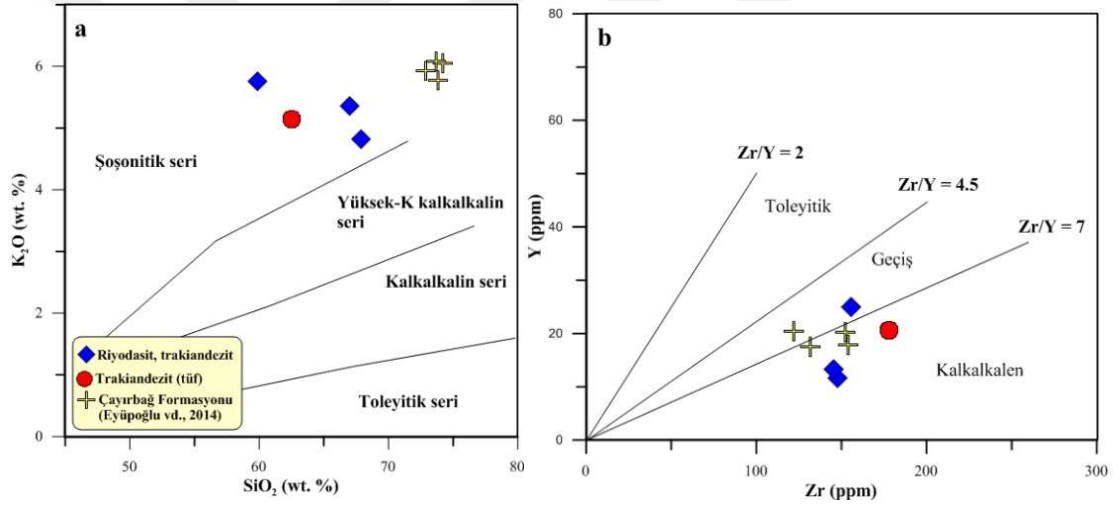 a
6
4
2
0
50
60
70
80
K₂O (wt. %)
SiO₂ (wt. %)
Şoşonitik seri
Yüksek-K kalkalkalin
seri
Kalkalkalin seri
Toleyitik seri
Riyodasit, trakiandezit
Trakiandezit (tüf)
Çayırbağ Formasyonu
(Eyüpoğlu vd., 2014)
b
80
60
40
20
0
0
100
200
300
Y (ppm)
Zr (ppm)
Zr/Y = 2
Toleyitik
Zr/Y = 4.5
Geçiş
Zr/Y = 7
Kalkalkalen